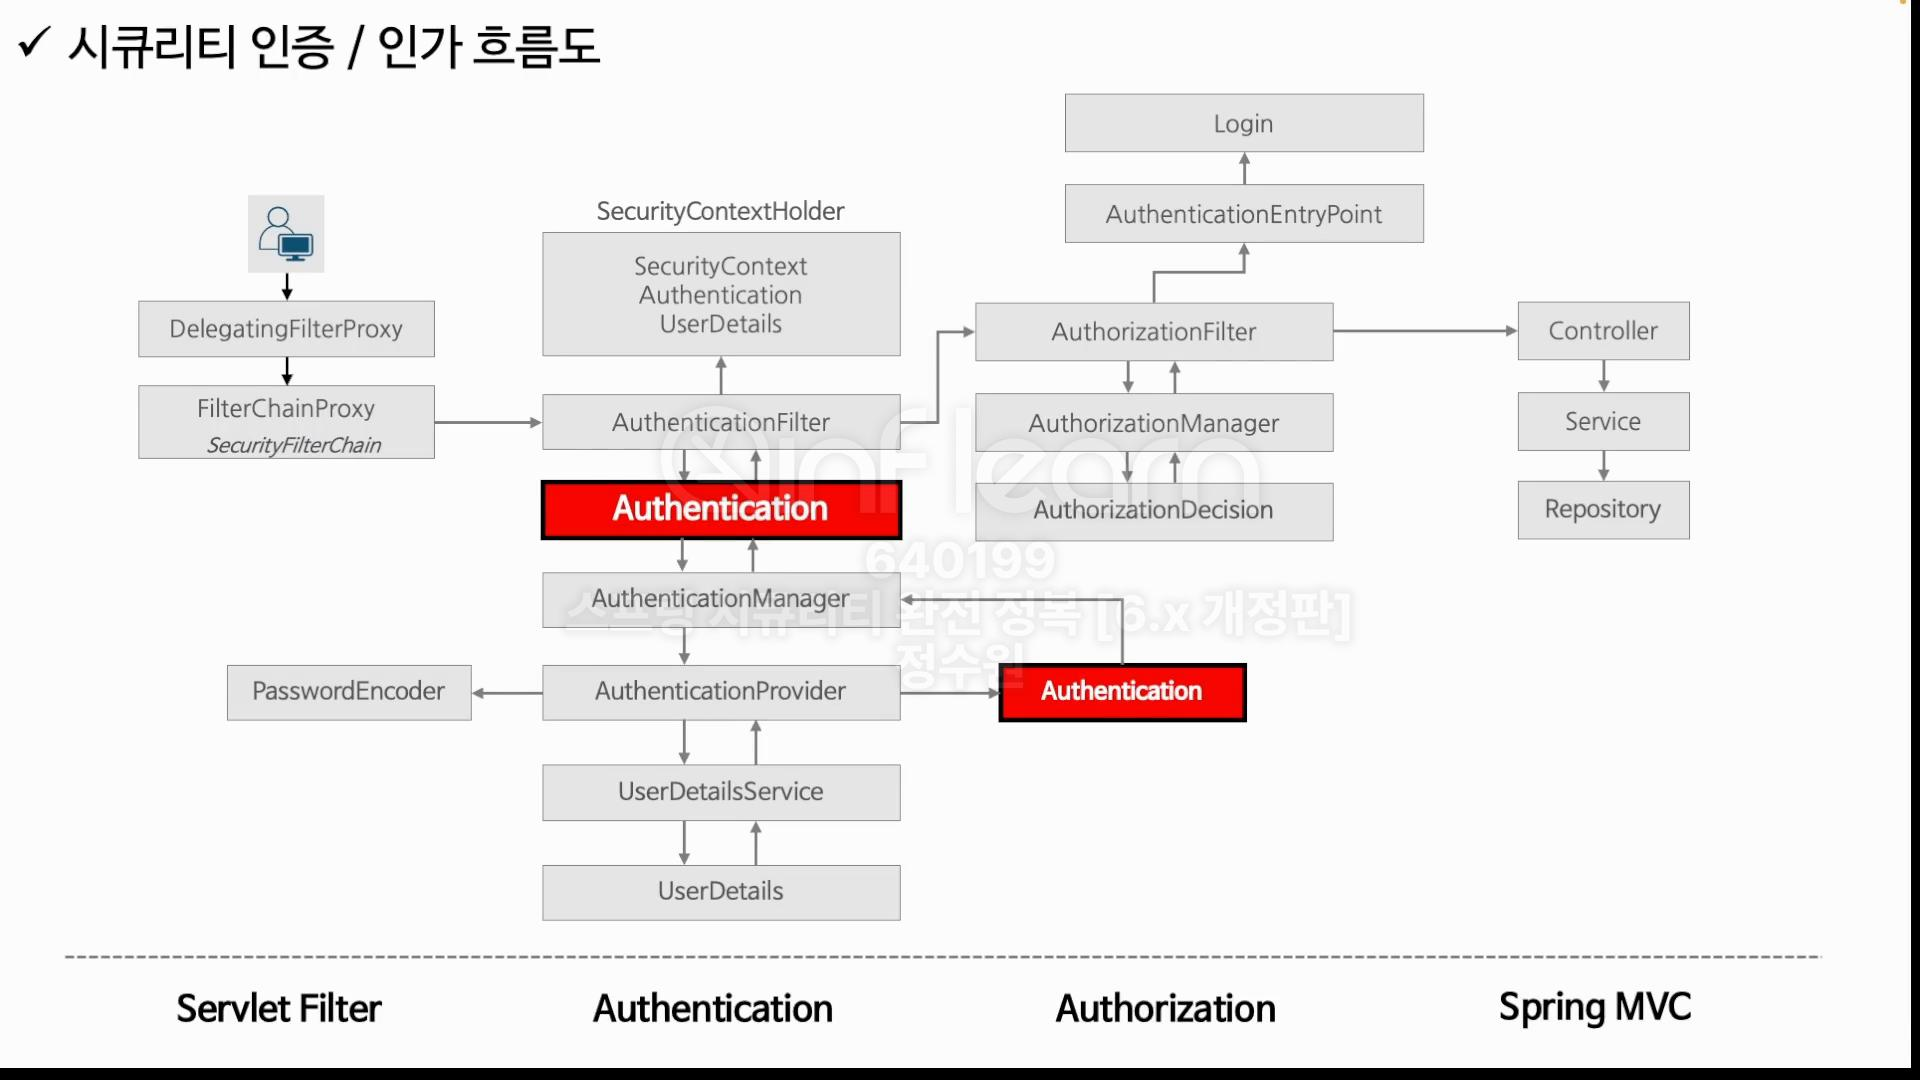 ✓ 시큐리티 인증 / 인가 흐름도
Login
AuthenticationEntryPoint
SecurityContextHolder
SecurityContext
Authentication
UserDetails
DelegatingFilterProxy
AuthorizationFilter
Controller
FilterChainProxy
SecurityFilterChain
AuthenticationFilter
AuthorizationManager
Service
inflearn
Authentication
AuthorizationDecision
Repository
640199
AuthenticationManager
스프링 시큐리티 완전 정복 [6.x 개정판]
정수원
PasswordEncoder
AuthenticationProvider
Authentication
UserDetailsService
UserDetails
Servlet Filter
Authentication
Authorization
Spring MVC